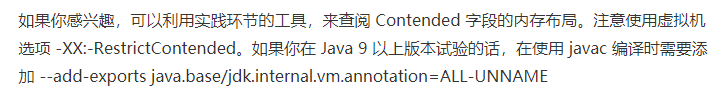 如果你感兴趣，可以利用实践环节的工具，来查阅 Contended 字段的内存布局。注意使用虚拟机
选项 -XX:-RestrictContended。如果你在 Java 9 以上版本试验的话，在使用 javac 编译时需要添
加 --add-exports java.base/jdk.internal.vm.annotation=ALL-UNNAME